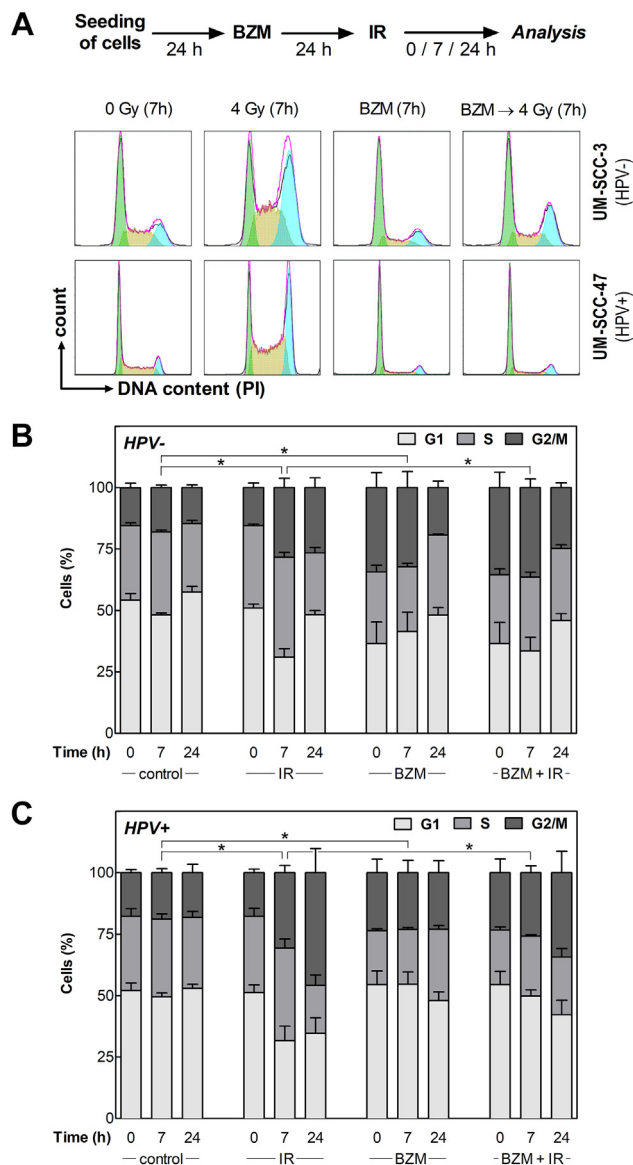 A
Seeding of cells → BZM → IR → Analysis
24 h 24 h 0 / 7 / 24 h
0 Gy (7h) 4 Gy (7h) BZM (7h) BZM → 4 Gy (7h)
UM-SCC-3
(HPV-)
UM-SCC-47
(HPV+)
count
DNA content (PI)
B
HPV-
G1 S G2/M
* 
* *
100
75
50
25
0
Cells (%)
Time (h) 0 7 24 0 7 24 0 7 24 0 7 24
control IR BZM BZM + IR
C
HPV+
G1 S G2/M
*
* *
100
75
50
25
0
Cells (%)
Time (h) 0 7 24 0 7 24 0 7 24 0 7 24
control IR BZM BZM + IR